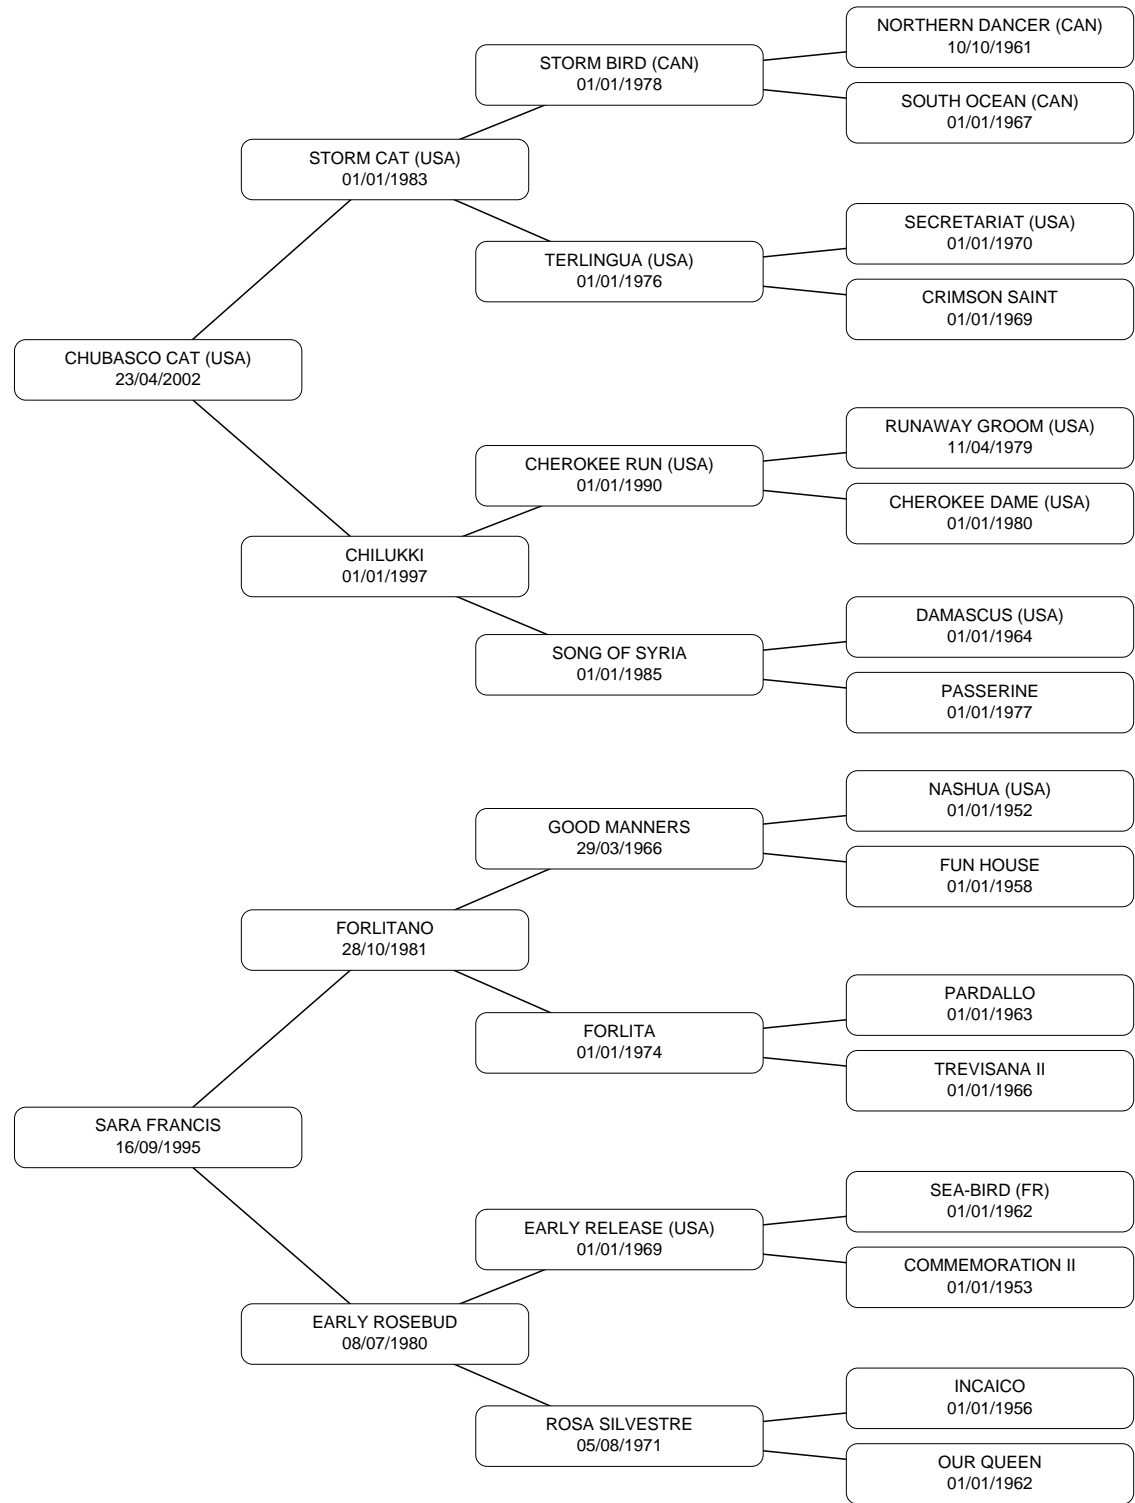 NORTHERN DANCER (CAN)
10/10/1961
STORM BIRD (CAN)
01/01/1978
SOUTH OCEAN (CAN)
01/01/1967
STORM CAT (USA)
01/01/1983
SECRETARIAT (USA)
01/01/1970
TERLINGUA (USA)
01/01/1976
CRIMSON SAINT
01/01/1969
CHUBASCO CAT (USA)
23/04/2002
RUNAWAY GROOM (USA)
11/04/1979
CHEROKEE RUN (USA)
01/01/1990
CHEROKEE DAME (USA)
01/01/1980
CHILUKKI
01/01/1997
DAMASCUS (USA)
01/01/1964
SONG OF SYRIA
01/01/1985
PASSERINE
01/01/1977
NASHUA (USA)
01/01/1952
GOOD MANNERS
29/03/1966
FUN HOUSE
01/01/1958
FORLITANO
28/10/1981
PARDALLO
01/01/1963
FORLITA
01/01/1974
TREVISANA II
01/01/1966
SARA FRANCIS
16/09/1995
SEA-BIRD (FR)
01/01/1962
EARLY RELEASE (USA)
01/01/1969
COMMEMORATION II
01/01/1953
EARLY ROSEBUD
08/07/1980
INCAICO
01/01/1956
ROSA SILVESTRE
05/08/1971
OUR QUEEN
01/01/1962